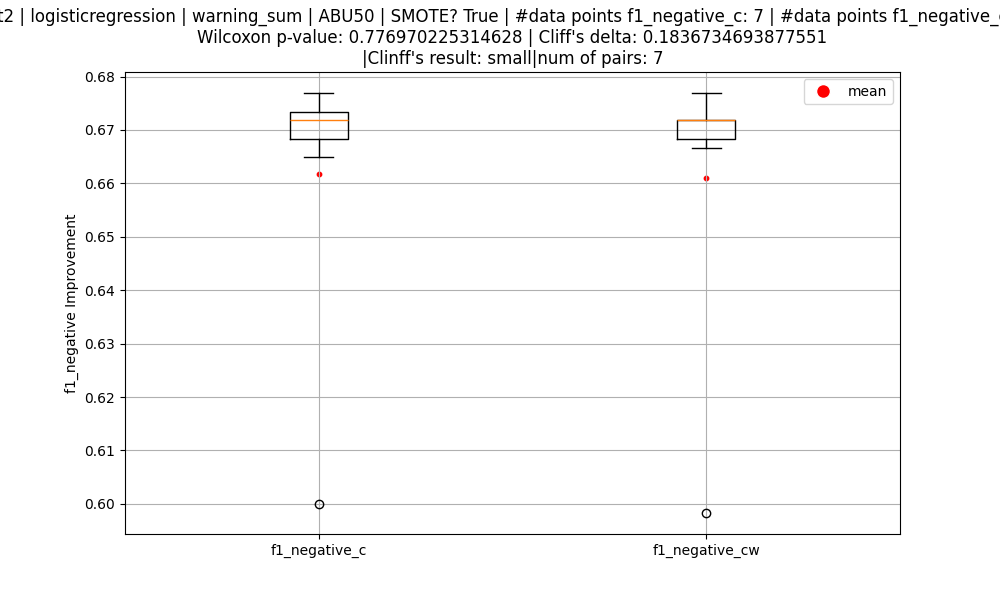 | logisticregression | warning_sum | ABU50 | SMOTE? True | #data points f1_negative_c: 7 | #data points
Wilcoxon p-value: 0.776970225314628 | Cliff's delta: 0.1836734693877551
|Clinff's result: small|num of pairs: 7
mean
f1_negative Improvement
0.68
0.67
0.66
0.65
0.64
0.63
0.62
0.61
0.60
f1_negative_c
f1_negative_cw